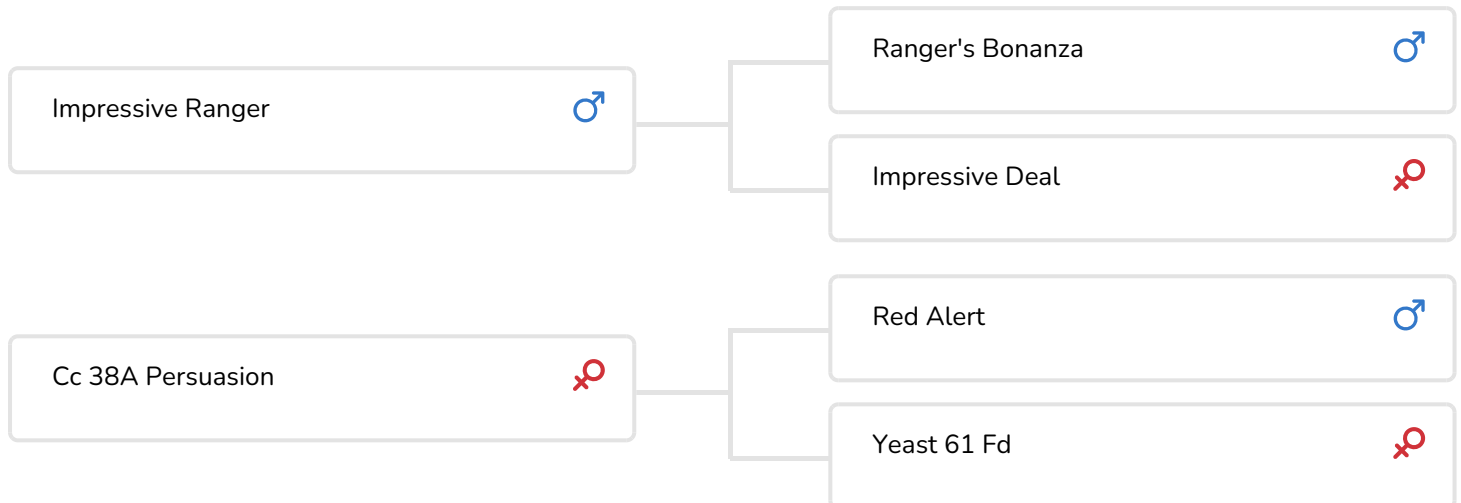 Ranger's Bonanza
Impressive Ranger
Impressive Deal
Red Alert
Cc 38A Persuasion
Yeast 61 Fd